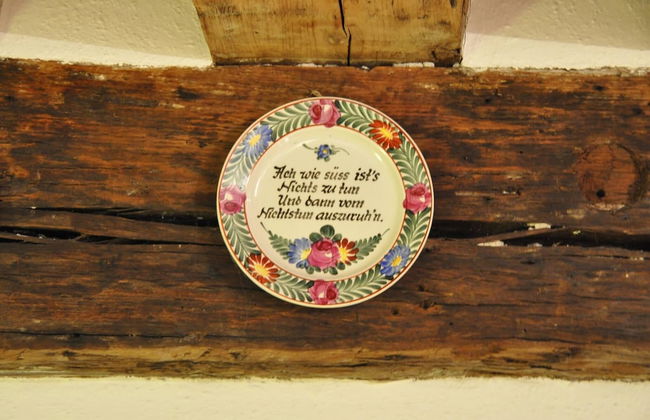 Ach wie süss ist's
Nichts zu tun
Und dann vom
Nichtstun auszuruh'n.